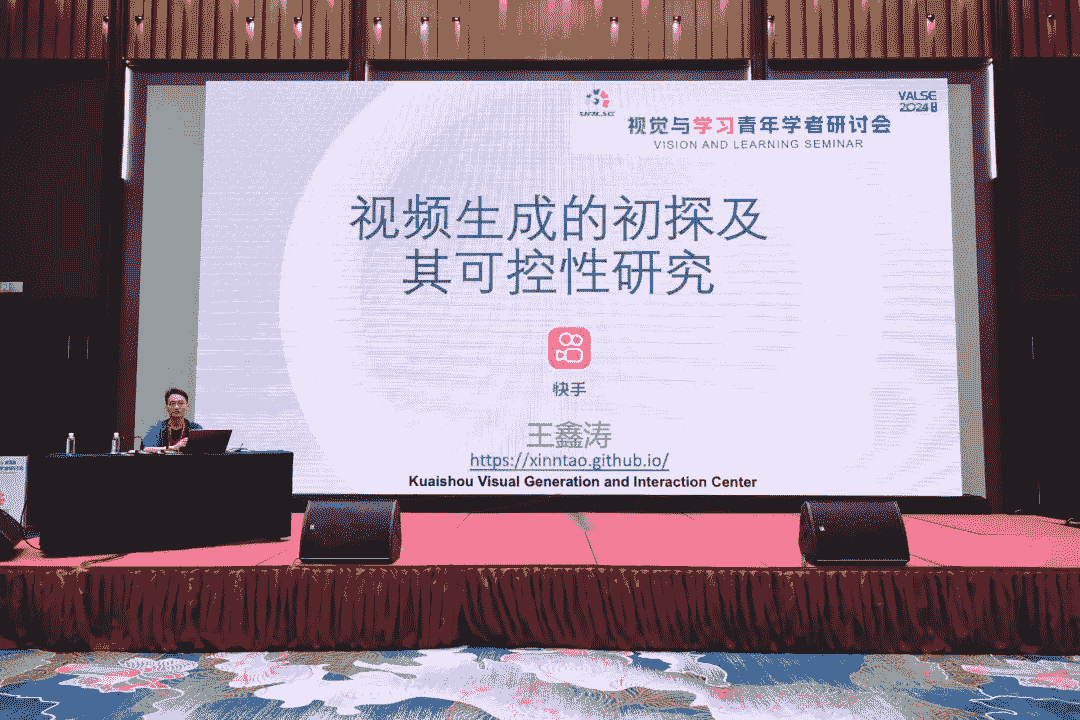 VALSE
VALSE
2024
视觉与学习青年学者研讨会
VISION AND LEARNING SEMINAR
视频生成的初探及
其可控性研究
快手
王鑫涛
https://xinntao.github.io/
Kuaishou Visual Generation and Interaction Center